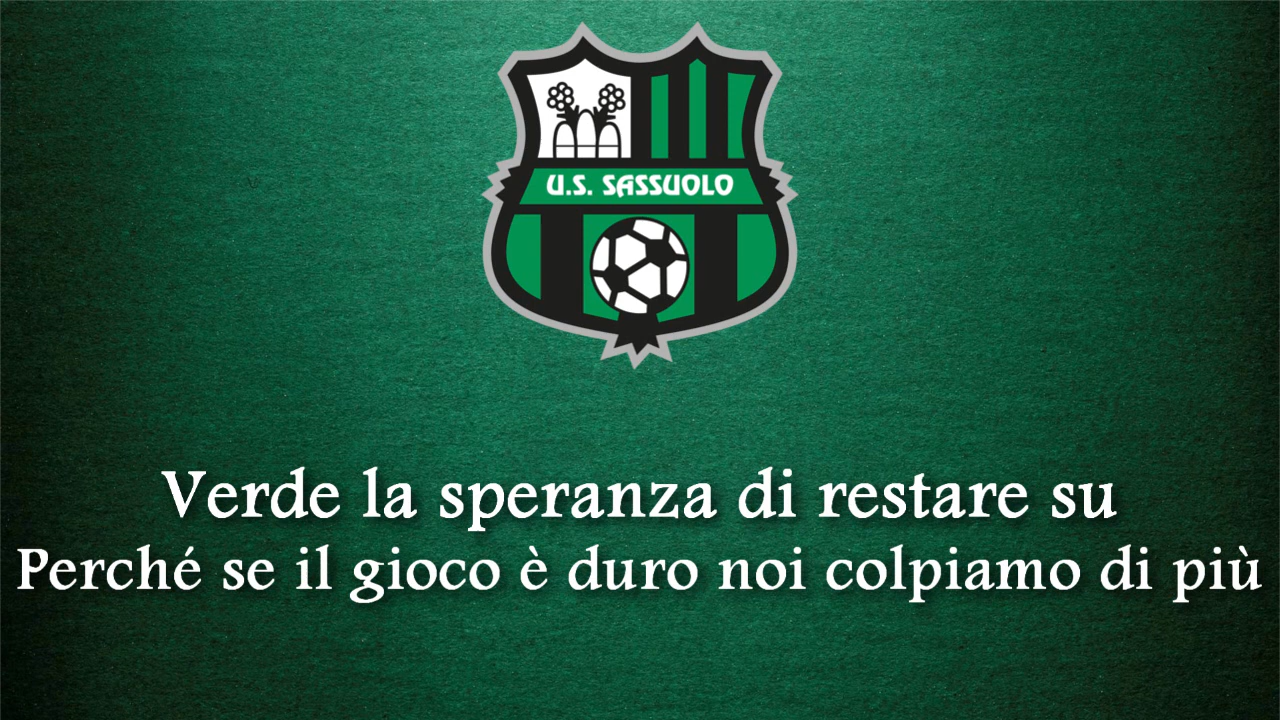 U.S. SASSUOLO
Verde la speranza di restare su
Perché se il gioco è duro noi colpiamo di più